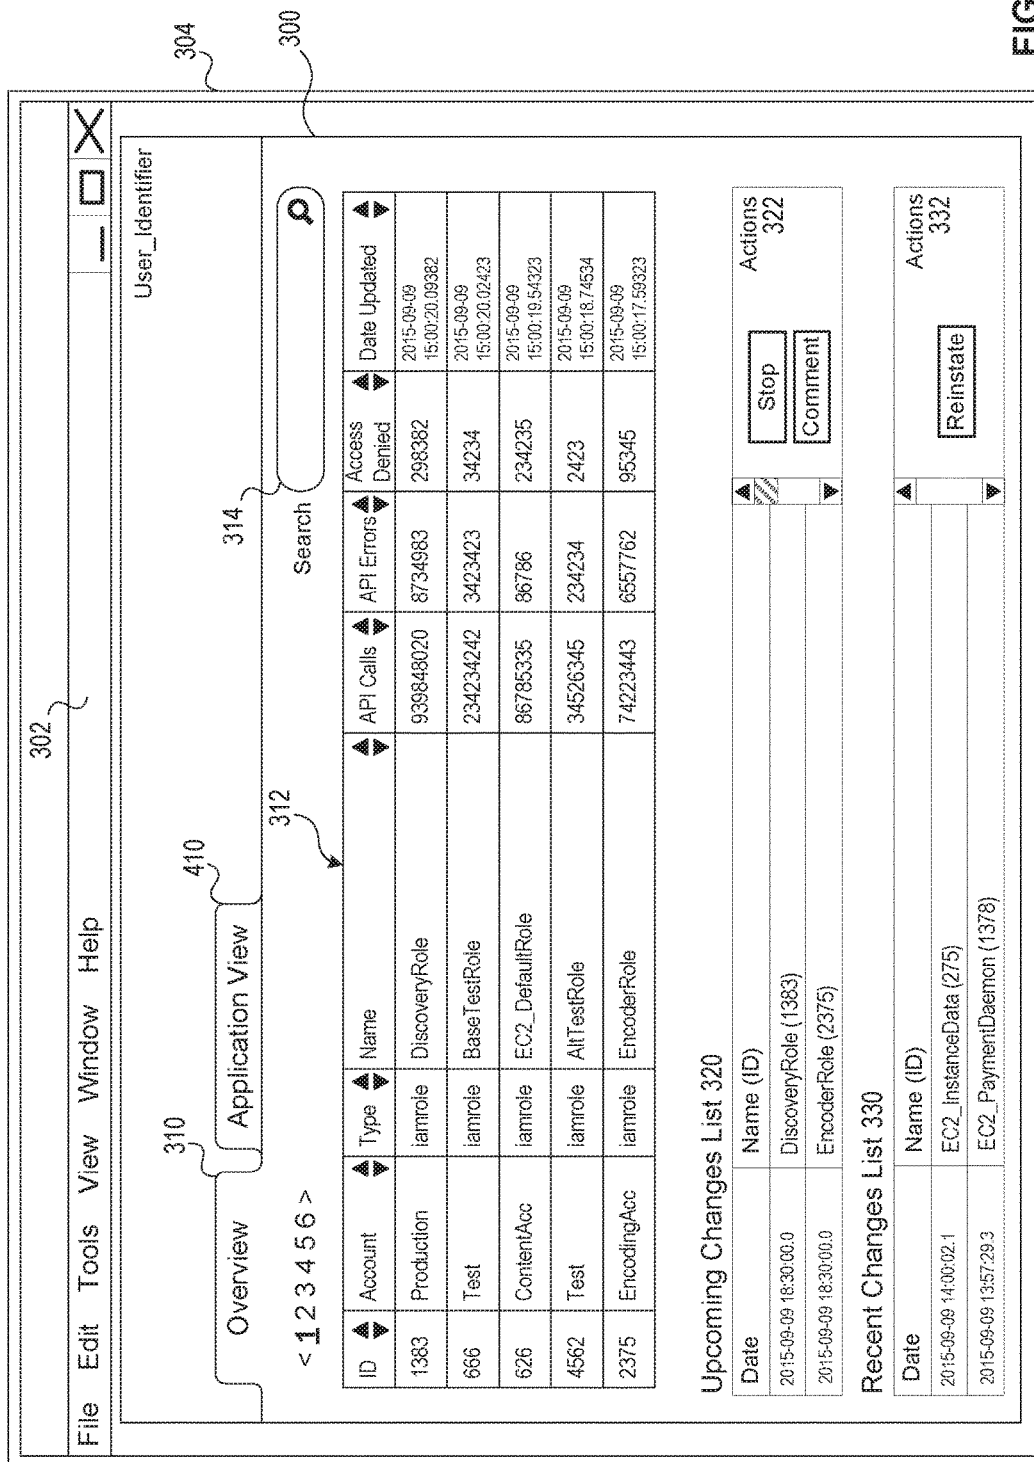 302
304
File Edit Tools View Window Help
User_Identifier
300
310
410
Overview
Application View
314
< 1 2 3 4 5 6 >
312
Search
ID Account Type Name API Calls API Errors Access Denied Date Updated
1383 Production iamrole DiscoveryRole 939848020 8734983 298382 2015-09-09 15:00:20.09382
666 Test iamrole BaseTestRole 234234242 3423423 34234 2015-09-09 15:00:20.02423
626 ContentAcc iamrole EC2_DefaultRole 86785335 86786 234235 2015-09-09 15:00:19.54323
4562 Test iamrole AltTestRole 34526345 234234 2423 2015-09-09 15:00:18.74534
2375 EncodingAcc iamrole EncoderRole 74223443 6557762 95345 2015-09-09 15:00:17.59323
Upcoming Changes List 320
Date Name (ID) Actions 322
2015-09-09 18:30:00.0 DiscoveryRole (1383) Stop
2015-09-09 18:30:00.0 EncoderRole (2375) Comment
Recent Changes List 330
Date Name (ID) Actions 332
2015-09-09 14:00:02.1 EC2_InstanceData (275) Reinstate
2015-09-09 13:57:29.3 EC2_PaymentDaemon (1378)
FIG